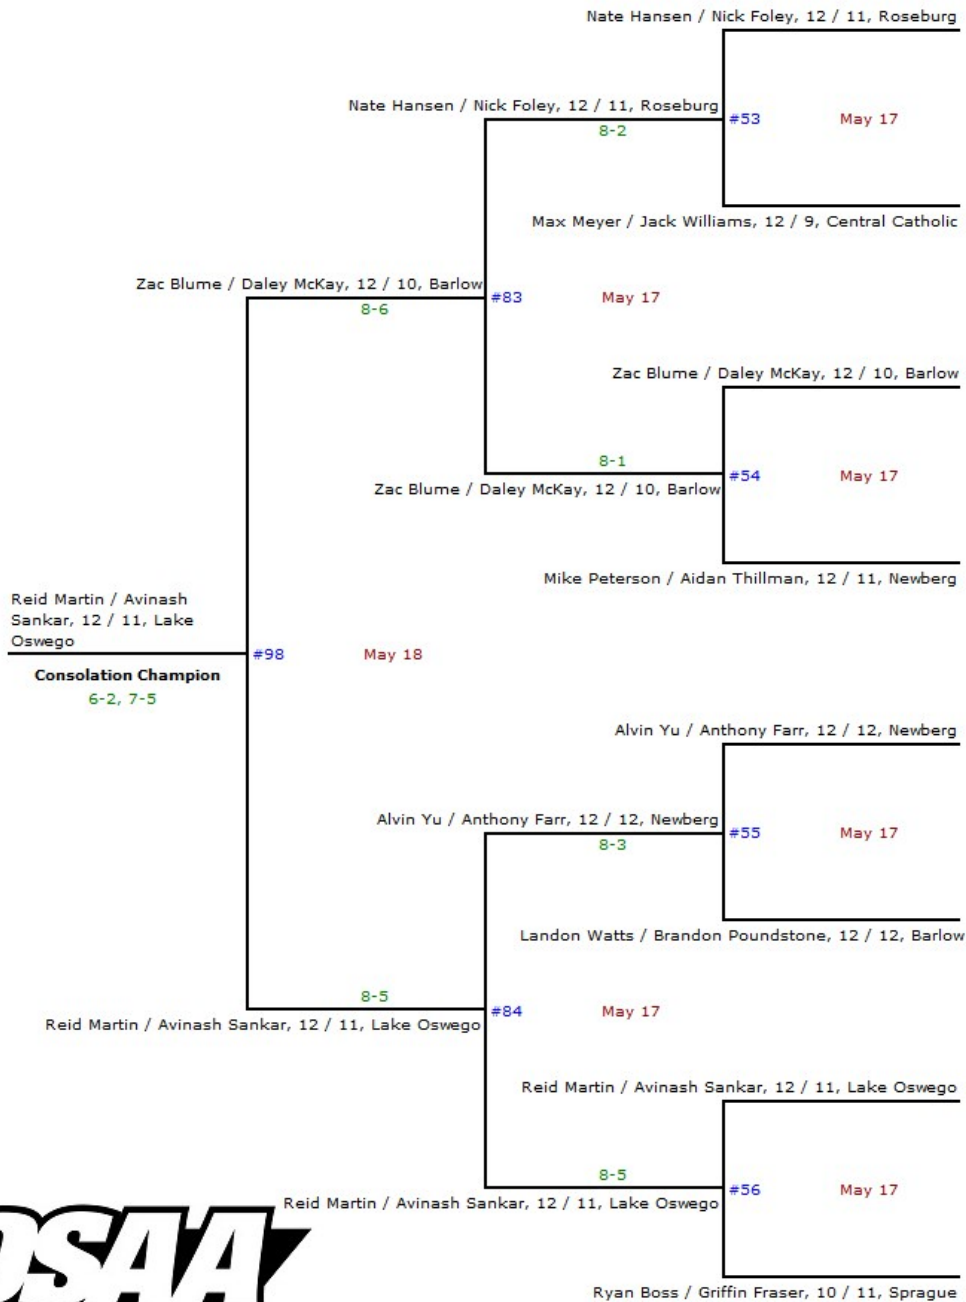 Nate Hansen / Nick Foley, 12 / 11, Roseburg
Nate Hansen / Nick Foley, 12 / 11, Roseburg
#53 May 17
8-2
Max Meyer / Jack Williams, 12 / 9, Central Catholic
Zac Blume / Daley McKay, 12 / 10, Barlow
#83 May 17
8-6
Zac Blume / Daley McKay, 12 / 10, Barlow
8-1
#54 May 17
Zac Blume / Daley McKay, 12 / 10, Barlow
Mike Peterson / Aidan Thillman, 12 / 11, Newberg
Reid Martin / Avinash
Sankar, 12 / 11, Lake
Oswego
#98 May 18
Consolation Champion
6-2, 7-5
Alvin Yu / Anthony Farr, 12 / 12, Newberg
Alvin Yu / Anthony Farr, 12 / 12, Newberg
#55 May 17
8-3
Landon Watts / Brandon Poundstone, 12 / 12, Barlow
8-5
#84 May 17
Reid Martin / Avinash Sankar, 12 / 11, Lake Oswego
Reid Martin / Avinash Sankar, 12 / 11, Lake Oswego
8-5
#56 May 17
Reid Martin / Avinash Sankar, 12 / 11, Lake Oswego
OSAA
Ryan Boss / Griffin Fraser, 10 / 11, Sprague